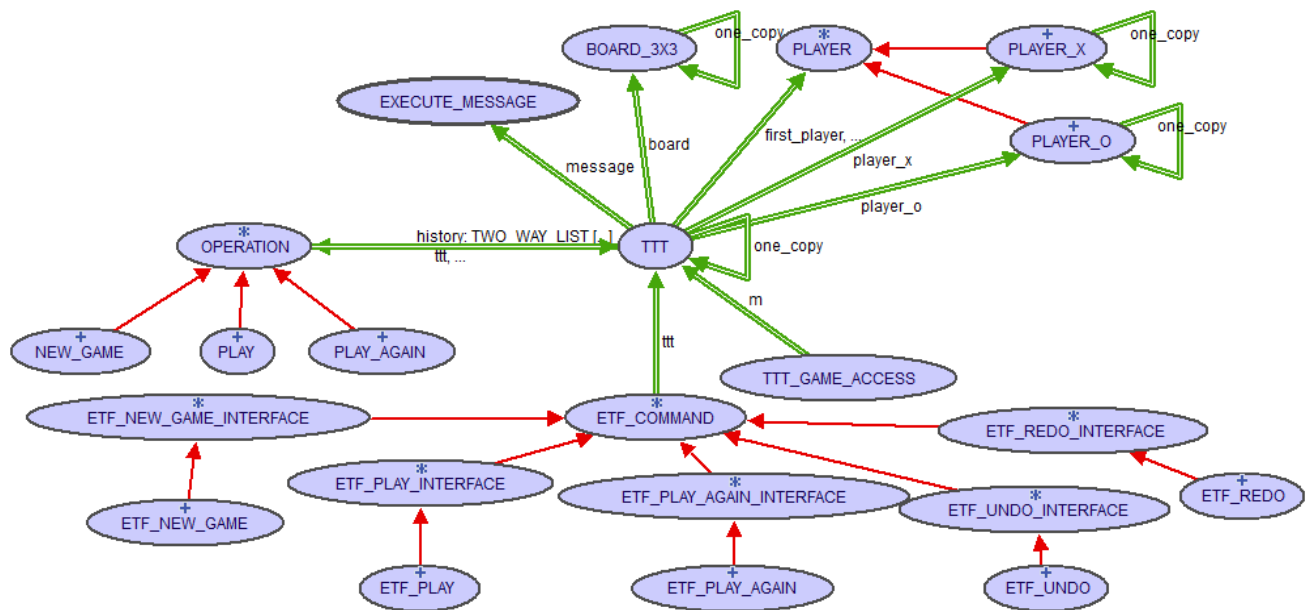 one_copy
*
+
one_copy
BOARD_3X3
PLAYER
PLAYER_X
EXECUTE_MESSAGE
+
one_copy
first_player, ...
PLAYER_O
board
message
player_x
player_o
*
history: TWO_WAY_LIST [..]
OPERATION
TTT
one_copy
ttt, ...
m
+
+
+
ttt
NEW_GAME
PLAY
PLAY_AGAIN
TTT_GAME_ACCESS
*
*
ETF_NEW_GAME_INTERFACE
ETF_COMMAND
*
ETF_REDO_INTERFACE
*
*
ETF_PLAY_INTERFACE
ETF_PLAY_AGAIN_INTERFACE
+
ETF_REDO
*
ETF_UNDO_INTERFACE
+
ETF_NEW_GAME
+
+
+
ETF_PLAY
ETF_PLAY_AGAIN
ETF_UNDO